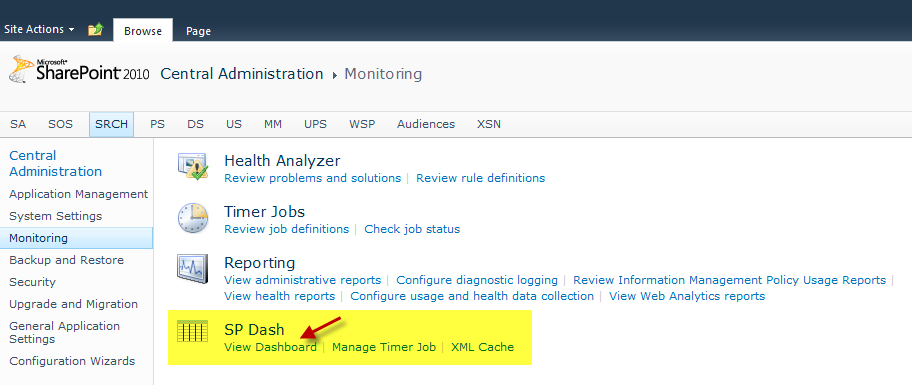 Site Actions Browse Page
Microsoft®
SharePoint 2010 Central Administration Monitoring
SA SOS SRCH PS DS US MM UPS WSP Audiences XSN
Central
Administration
Application Management
System Settings
Monitoring
Backup and Restore
Security
Upgrade and Migration
General Application
Settings
Configuration Wizards
Health Analyzer
Review problems and solutions | Review rule definitions
Timer Jobs
Review job definitions | Check job status
Reporting
View administrative reports | Configure diagnostic logging | Review Information Management Policy Usage Reports |
View health reports | Configure usage and health data collection | View Web Analytics reports
SP Dash
View Dashboard | Manage Timer Job | XML Cache